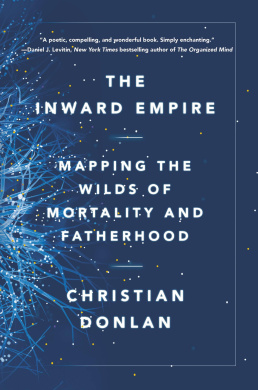 "A poetic, compelling, and wonderful book. Simply enchanting."
—Daniel J. Levitin, New York Times bestselling author of The Organized Mind
THE
INWARD EMPIRE
MAPPING THE
WILDS OF
MORTALITY AND
FATHERHOOD
CHRISTIAN
DONLAN